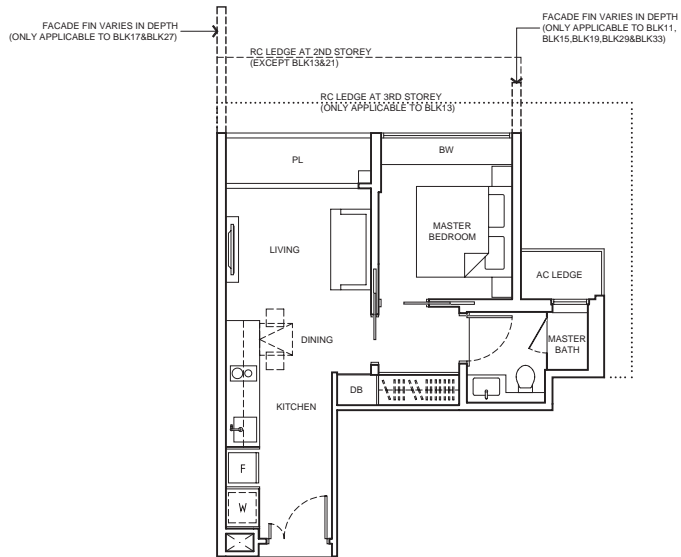 FACADE FIN VARIES IN DEPTH
(ONLY APPLICABLE TO BLK17&BLK27)
FACADE FIN VARIES IN DEPTH
(ONLY APPLICABLE TO BLK11,
BLK15,BLK19,BLK29&BLK33)
RC LEDGE AT 2ND STOREY
(EXCEPT BLK13&21)
RC LEDGE AT 3RD STOREY
(ONLY APPLICABLE TO BLK13)
PL
BW
MASTER
BEDROOM
LIVING
AC LEDGE
DINING
MASTER
BATH
DB
KITCHEN
F
W